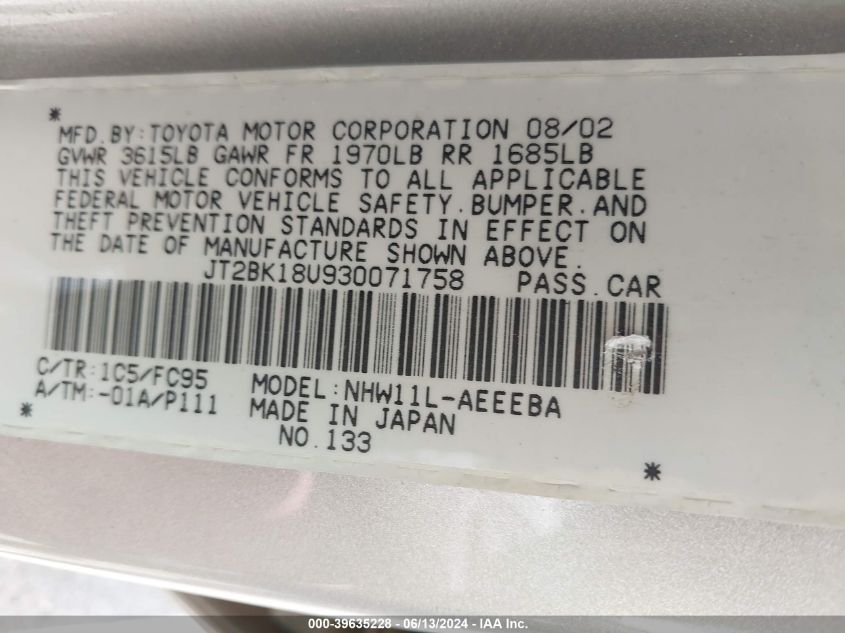 *
MFD.BY:TOYOTA MOTOR CORPORATION 08/02
GVWR 3615LB GAWR FR 1970LB RR 1685LB
THIS VEHICLE CONFORMS TO ALL APPLICABLE
FEDERAL MOTOR VEHICLE SAFETY.BUMPER.AND
THEFT PREVENTION STANDARDS IN EFFECT ON
THE DATE OF MANUFACTURE SHOWN ABOVE.
JT2BK18U930071758 PASS.CAR
C/TR:1C5/FC95
A/TM:-01A/P111
MODEL:NHW11L-AEEEBA
MADE IN JAPAN
NO.133
* *
000-39635228 - 06/13/2024 - IAA Inc.